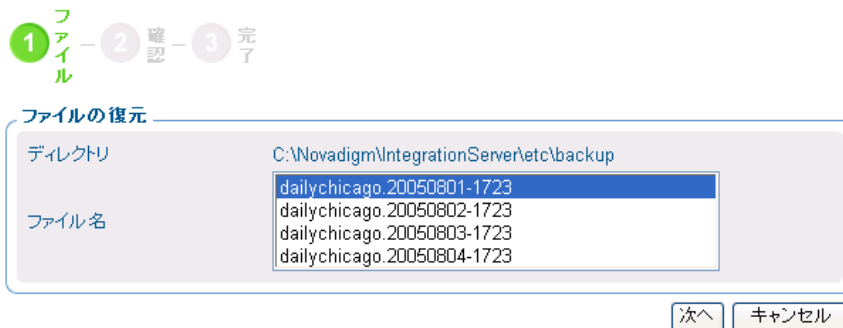 1 ファイル – 2 確認 – 3 完了
ファイルの復元
ディレクトリ C:\Novadigm\IntegrationServer\etc\backup
ファイル名
dailychicago.20050801-1723
dailychicago.20050802-1723
dailychicago.20050803-1723
dailychicago.20050804-1723
次へ キャンセル